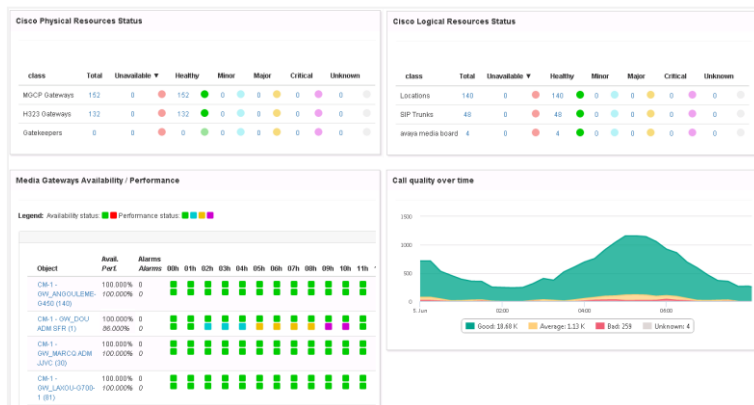 Cisco Physical Resources Status
class Total Unavailable ▼ Healthy Minor Major Critical Unknown
MGCP Gateways 152 0 152 0 0 0 0
H323 Gateways 132 0 132 0 0 0 0
Gatekeepers 0 0 0 0 0 0 0
Cisco Logical Resources Status
class Total Unavailable ▼ Healthy Minor Major Critical Unknown
Locations 140 0 140 0 0 0 0
SIP Trunks 48 0 48 0 0 0 0
avaya media board 4 0 4 0 0 0 0
Media Gateways Availability / Performance
Legend: Availability status: Performance status:
Avail. Alarms
Object Perf. Alarms 00h 01h 02h 03h 04h 05h 06h 07h 08h 09h 10h 11h
CM-1 - 100.000% 0
GW_ANGOULEME- 100.000% 0
G450 (140)
CM-1 - GW_DOU 100.000% 0
ADM SFR (1) 86.000% 0
CM-1 - 100.000% 0
GW_MARCQ ADM 100.000% 0
JJVC (30)
CM-1 - 100.000% 0
GW_LAXOU-G700- 100.000% 0
1 (81)
Call quality over time
1500
1000
500
0
5. Jun 02:00 04:00
Good: 18.68 K Average: 1.13 K Bad: 259 Unknown: 4